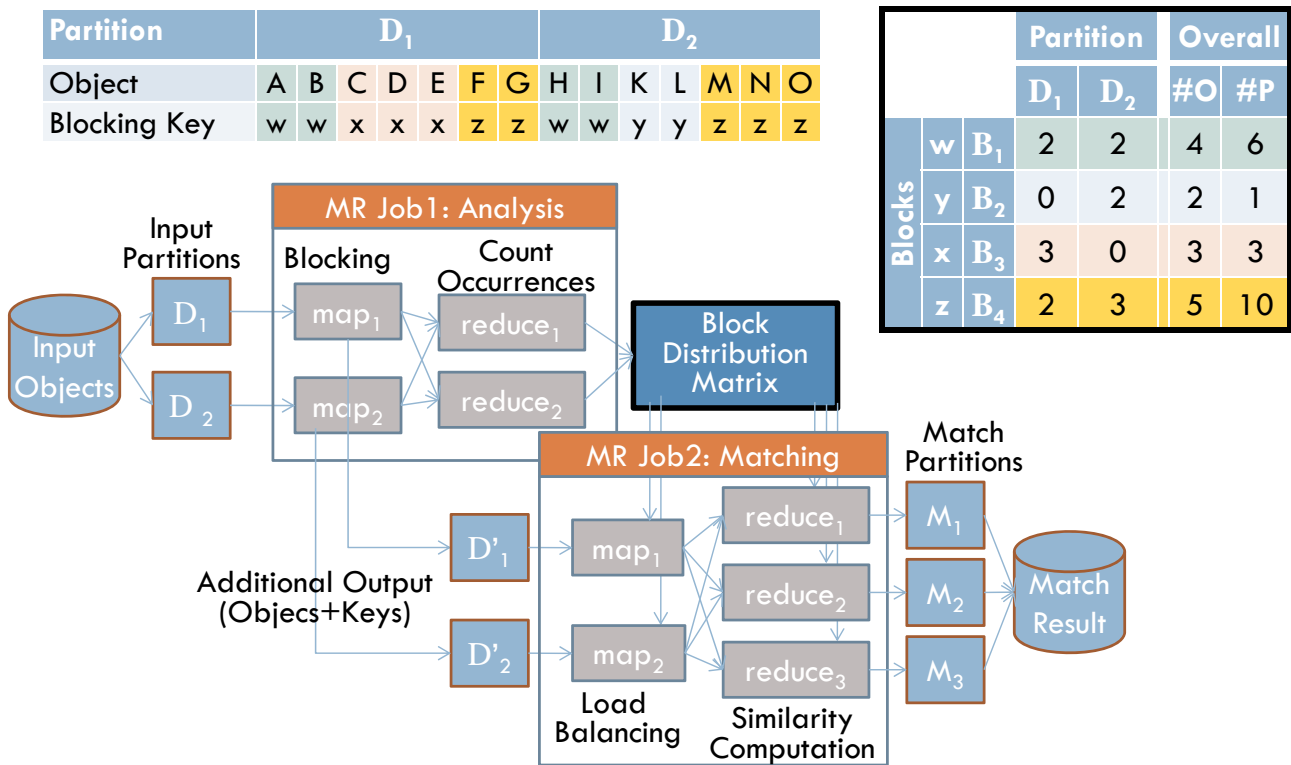 Partition D₁ D₂
Object A B C D E F G H I K L M N O
Blocking Key w w x x x z z w w y y z z z
Partition Overall
D₁ D₂ #O #P
Blocks
w B₁ 2 2 4 6
y B₂ 0 2 2 1
x B₃ 3 0 3 3
z B₄ 2 3 5 10
MR Job1: Analysis
Input
Partitions
Blocking
Count
Occurrences
Input
Objects
D₁
D ₂
map₁
map₂
reduce₁
reduce₂
Block
Distribution
Matrix
MR Job2: Matching
Match
Partitions
Additional Output
(Objecs+Keys)
D'₁
D'₂
map₁
map₂
reduce₁
reduce₂
reduce₃
M₁
M₂
M₃
Match
Result
Load
Balancing
Similarity
Computation